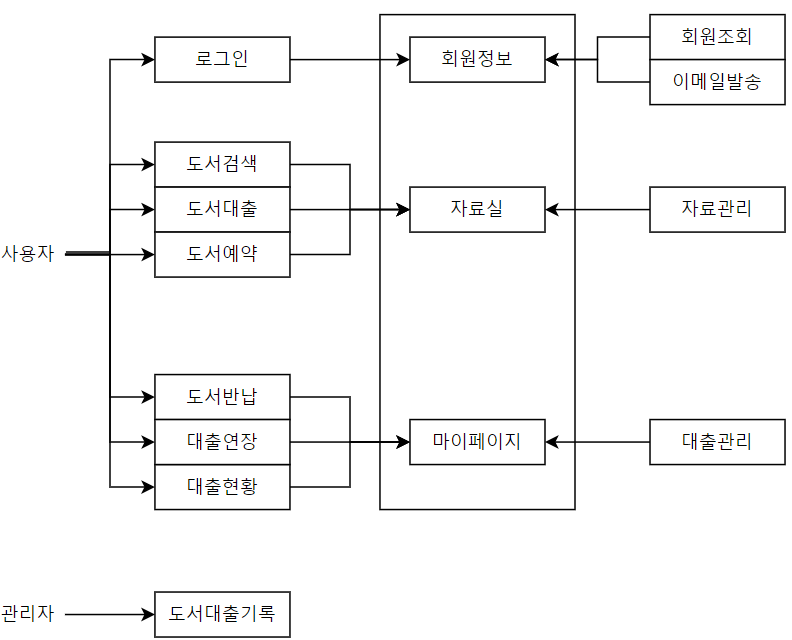 로그인
회원정보
회원조회
이메일발송
도서검색
도서대출
자료실
자료관리
사용자
도서예약
도서반납
대출연장
마이페이지
대출관리
대출현황
관리자
도서대출기록